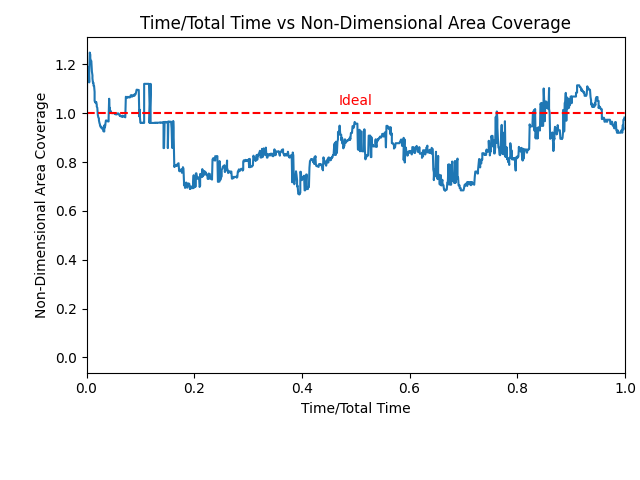 Time/Total Time vs Non-Dimensional Area Coverage
Non-Dimensional Area Coverage
1.2
1.0
0.8
0.6
0.4
0.2
0.0
Ideal
0.0 0.2 0.4 0.6 0.8 1.0
Time/Total Time